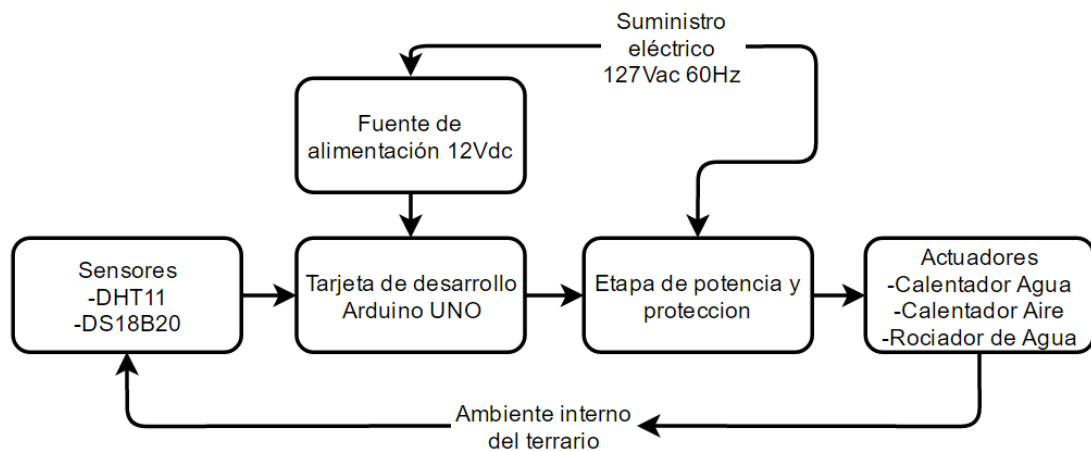 Suministro
eléctrico
127Vac 60Hz
Fuente de
alimentación 12Vdc
Sensores
-DHT11
-DS18B20
Tarjeta de desarrollo
Arduino UNO
Etapa de potencia y
proteccion
Actuadores
-Calentador Agua
-Calentador Aire
-Rociador de Agua
Ambiente interno
del terrario